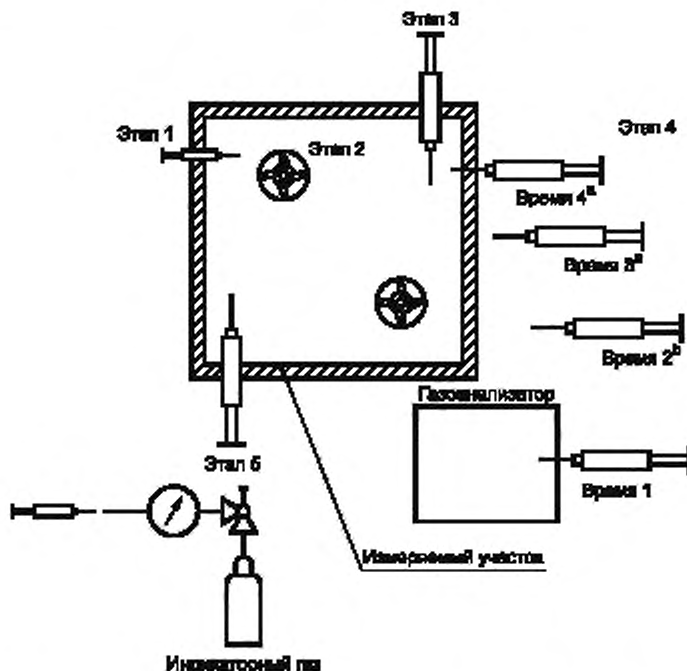 Этап 3
Этап 1
Этап 2
Этап 4
Время 4ᵃ
Время 3ᵃ
Время 2ᵇ
Газоанализатор
Время 1
Этап 5
Измеряемый участок
Индикаторный газ